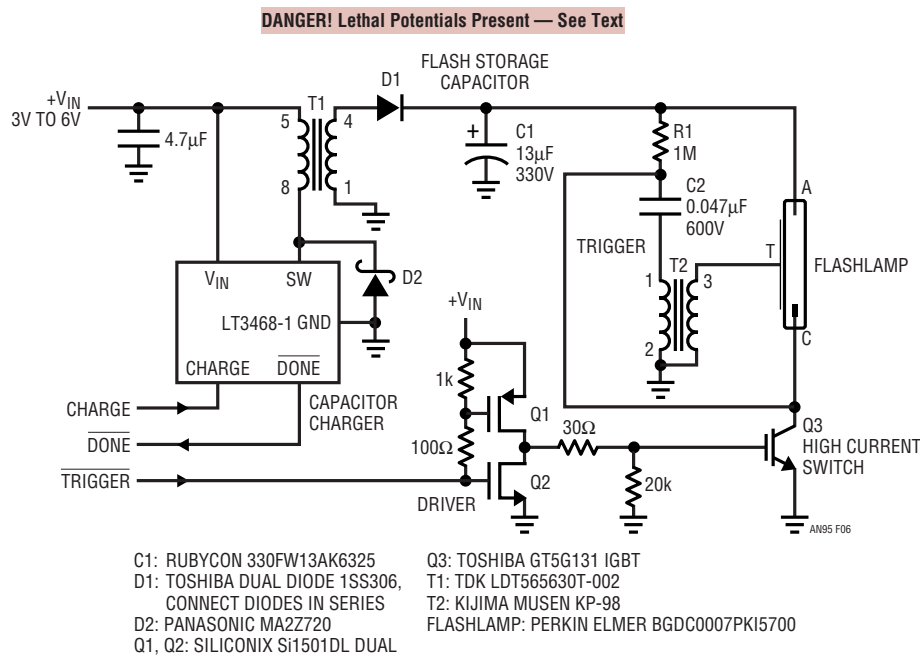 DANGER! Lethal Potentials Present — See Text
FLASH STORAGE
CAPACITOR
D1
+VIN
3V TO 6V
T1
5
4
4.7µF
+
C1
13µF
330V
R1
1M
8
1
C2
0.047µF
600V
A
TRIGGER
T
FLASHLAMP
T2
1
3
2
C
VIN
SW
D2
LT3468-1 GND
CHARGE
DONE
+VIN
1k
Q1
CHARGE
CAPACITOR
CHARGER
DONE
100Ω
30Ω
Q3
HIGH CURRENT
SWITCH
TRIGGER
Q2
DRIVER
20k
AN95 F06
C1: RUBYCON 330FW13AK6325
D1: TOSHIBA DUAL DIODE 1SS306,
CONNECT DIODES IN SERIES
D2: PANASONIC MA2Z720
Q1, Q2: SILICONIX Si1501DL DUAL
Q3: TOSHIBA GT5G131 IGBT
T1: TDK LDT565630T-002
T2: KIJIMA MUSEN KP-98
FLASHLAMP: PERKIN ELMER BGDC0007PKI5700